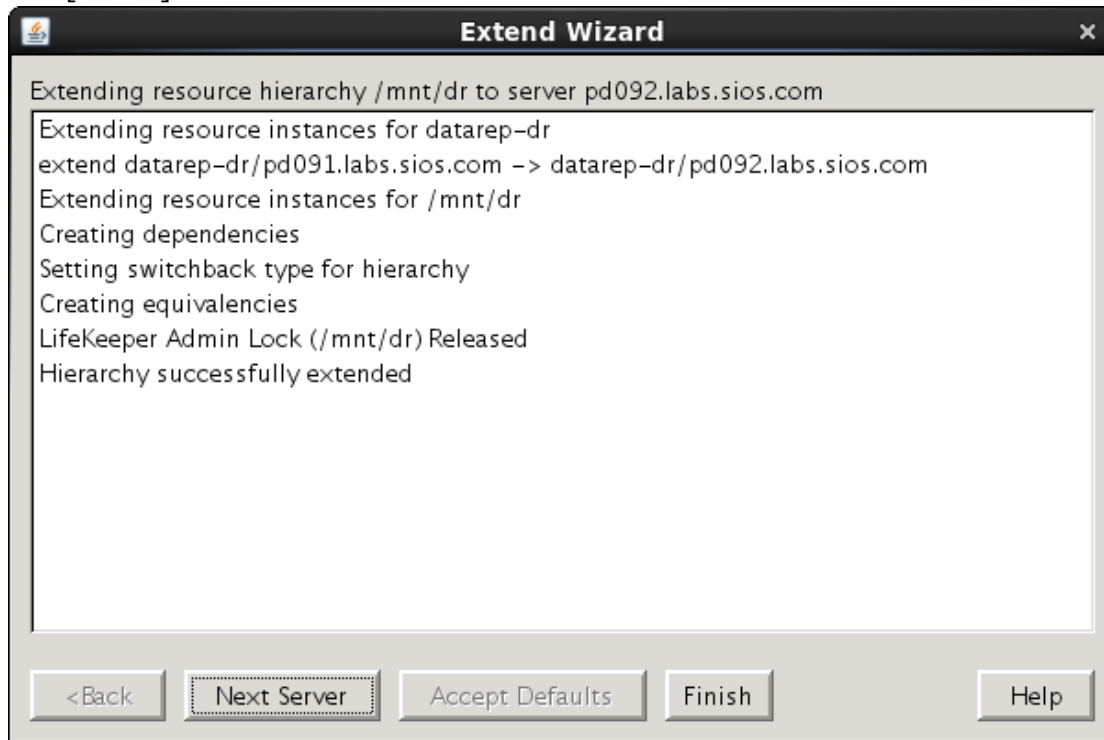 Extend Wizard
Extending resource hierarchy /mnt/dr to server pd092.labs.sios.com
Extending resource instances for datarep-dr
extend datarep-dr/pd091.labs.sios.com -> datarep-dr/pd092.labs.sios.com
Extending resource instances for /mnt/dr
Creating dependencies
Setting switchback type for hierarchy
Creating equivalencies
LifeKeeper Admin Lock (/mnt/dr) Released
Hierarchy successfully extended
<Back Next Server Accept Defaults Finish Help